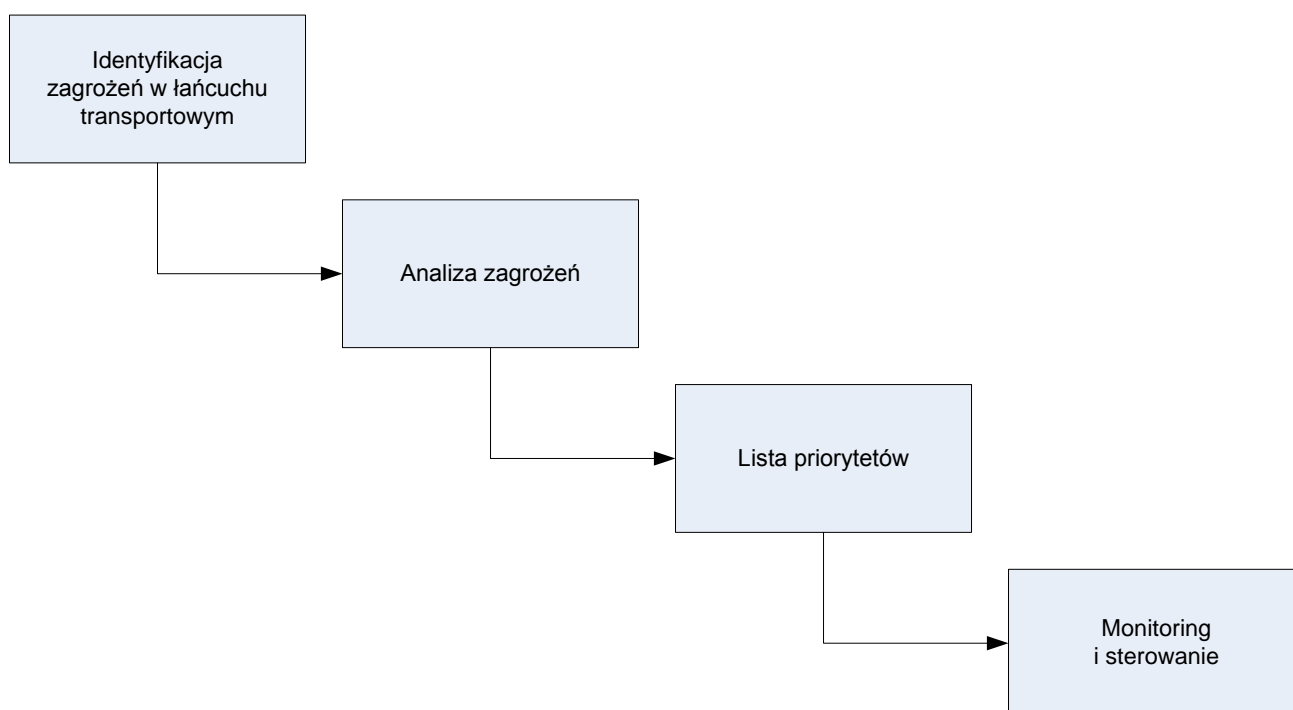 Identyfikacja
zagrożeń w łańcuchu
transportowym
Analiza zagrożeń
Lista priorytetów
Monitoring
i sterowanie